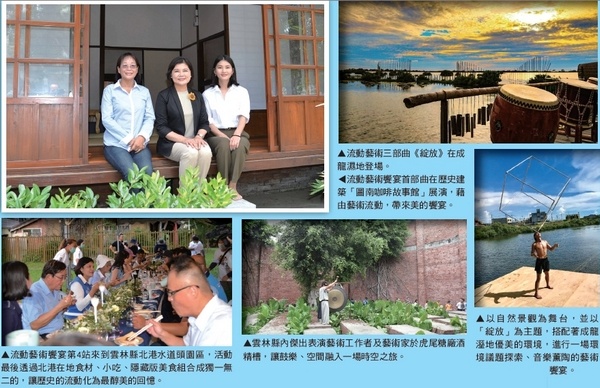 ▲流動藝術三部曲《綻放》在成
龍濕地登場。
◀流動藝術饗宴首部曲在歷史建
築「圖南咖啡故事館」展演，藉
由藝術流動，帶來美的饗宴。
▲流動藝術饗宴第4站來到雲林縣北港水道頭園區，活動
最後透過北港在地食材、小吃、隱藏版美食組合成獨一無
二的，讓歷史的流動化為最醉美的回憶。
▲雲林縣內傑出表演藝術工作者及藝術家於虎尾糖廠酒
精槽，讓鼓樂、空間融入一場時空之旅。
▲以自然景觀為舞台，並以
「綻放」為主題，搭配著成龍
溼地優美的環境，進行一場環
境議題探索、音樂薰陶的藝術
饗宴。